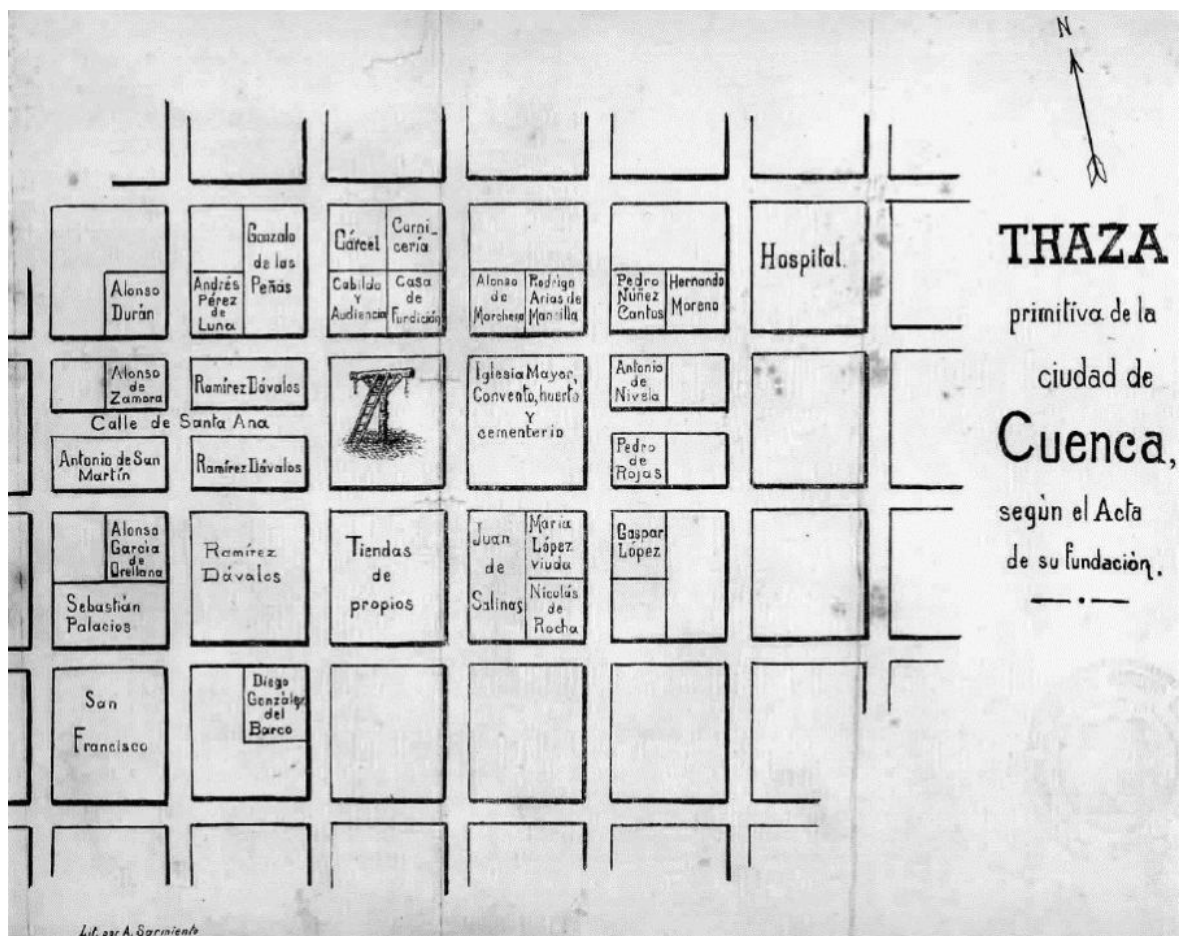 N
TRAZA
primitiva de la
ciudad de
Cuenca,
según el Acta
de su fundación.
Gonzalo
de las
Peñas
Cárcel
Carni-
cería
Hospital.
Alonso
Durán
Andrés
Pérez
de
Luna
Cabildo
y
Audiencia
Casa
de
Fundición
Alonso
de
Marchena
Rodrigo
Arias de
Mansilla
Pedro
Núñez
Cantos
Hernando
Moreno
Alonso
de
Zamora
Ramírez Dávalos
Iglesia Mayor,
Convento, huerto
y
cementerio
Antonio
de
Nivela
Calle de Santa Ana
Antonio de San
Martín
Ramírez Dávalos
Pedro
de
Rojas
Alonso
García
de
Orellana
Sebastián
Palacios
Ramírez
Dávalos
Tiendas
de
propios
Juan
de
Salinas
María
López
viuda
Nicolás
de
Rocha
Gaspar
López
San
Francisco
Diego
González
del
Barco
Lit. por A. Sarmiento